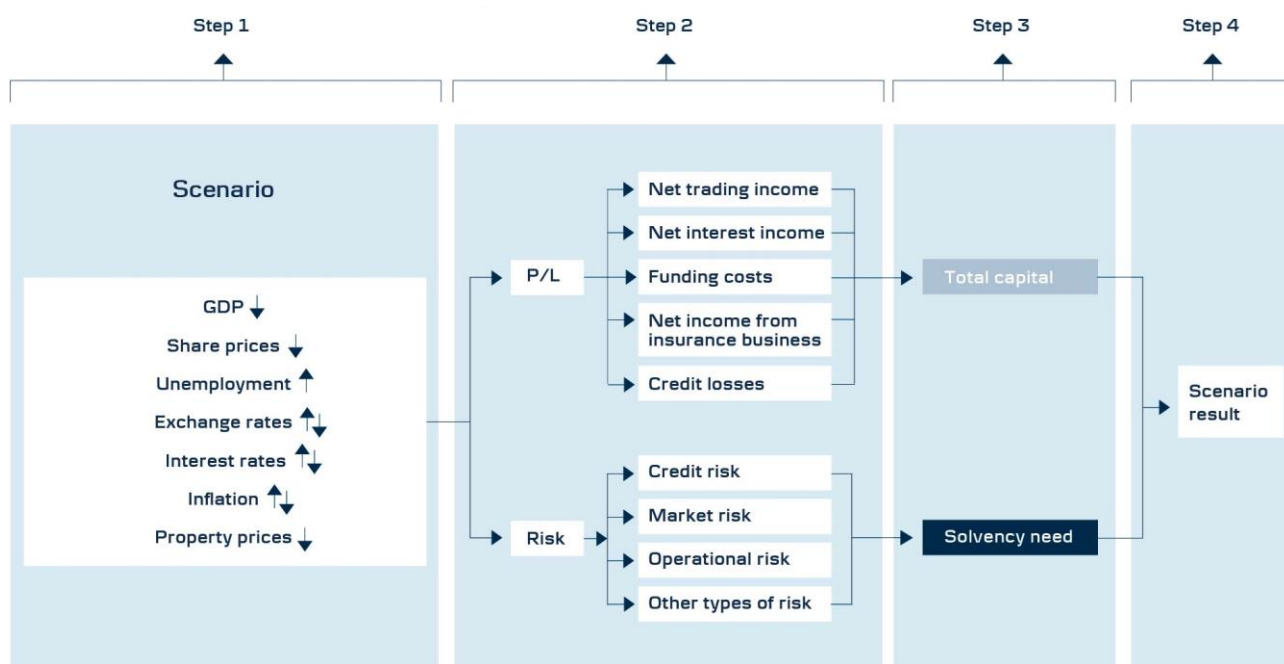 Step 1
Step 2
Step 3
Step 4
Scenario
GDP
Share prices
Unemployment
Exchange rates
Interest rates
Inflation
Property prices
P/L
Risk
Net trading income
Net interest income
Funding costs
Net income from
insurance business
Credit losses
Credit risk
Market risk
Operational risk
Other types of risk
Total capital
Solvency need
Scenario
result